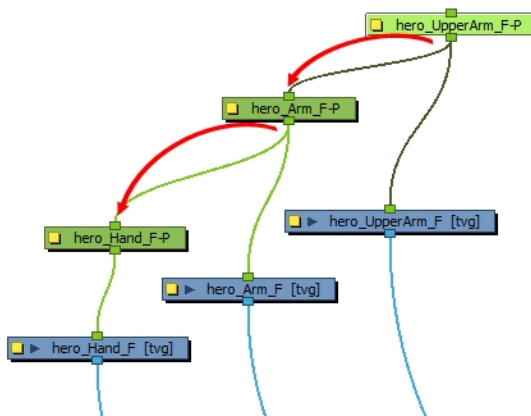 hero_UpperArm_F-P
hero_Arm_F-P
hero_UpperArm_F [tvg]
hero_Hand_F-P
hero_Arm_F [tvg]
hero_Hand_F [tvg]